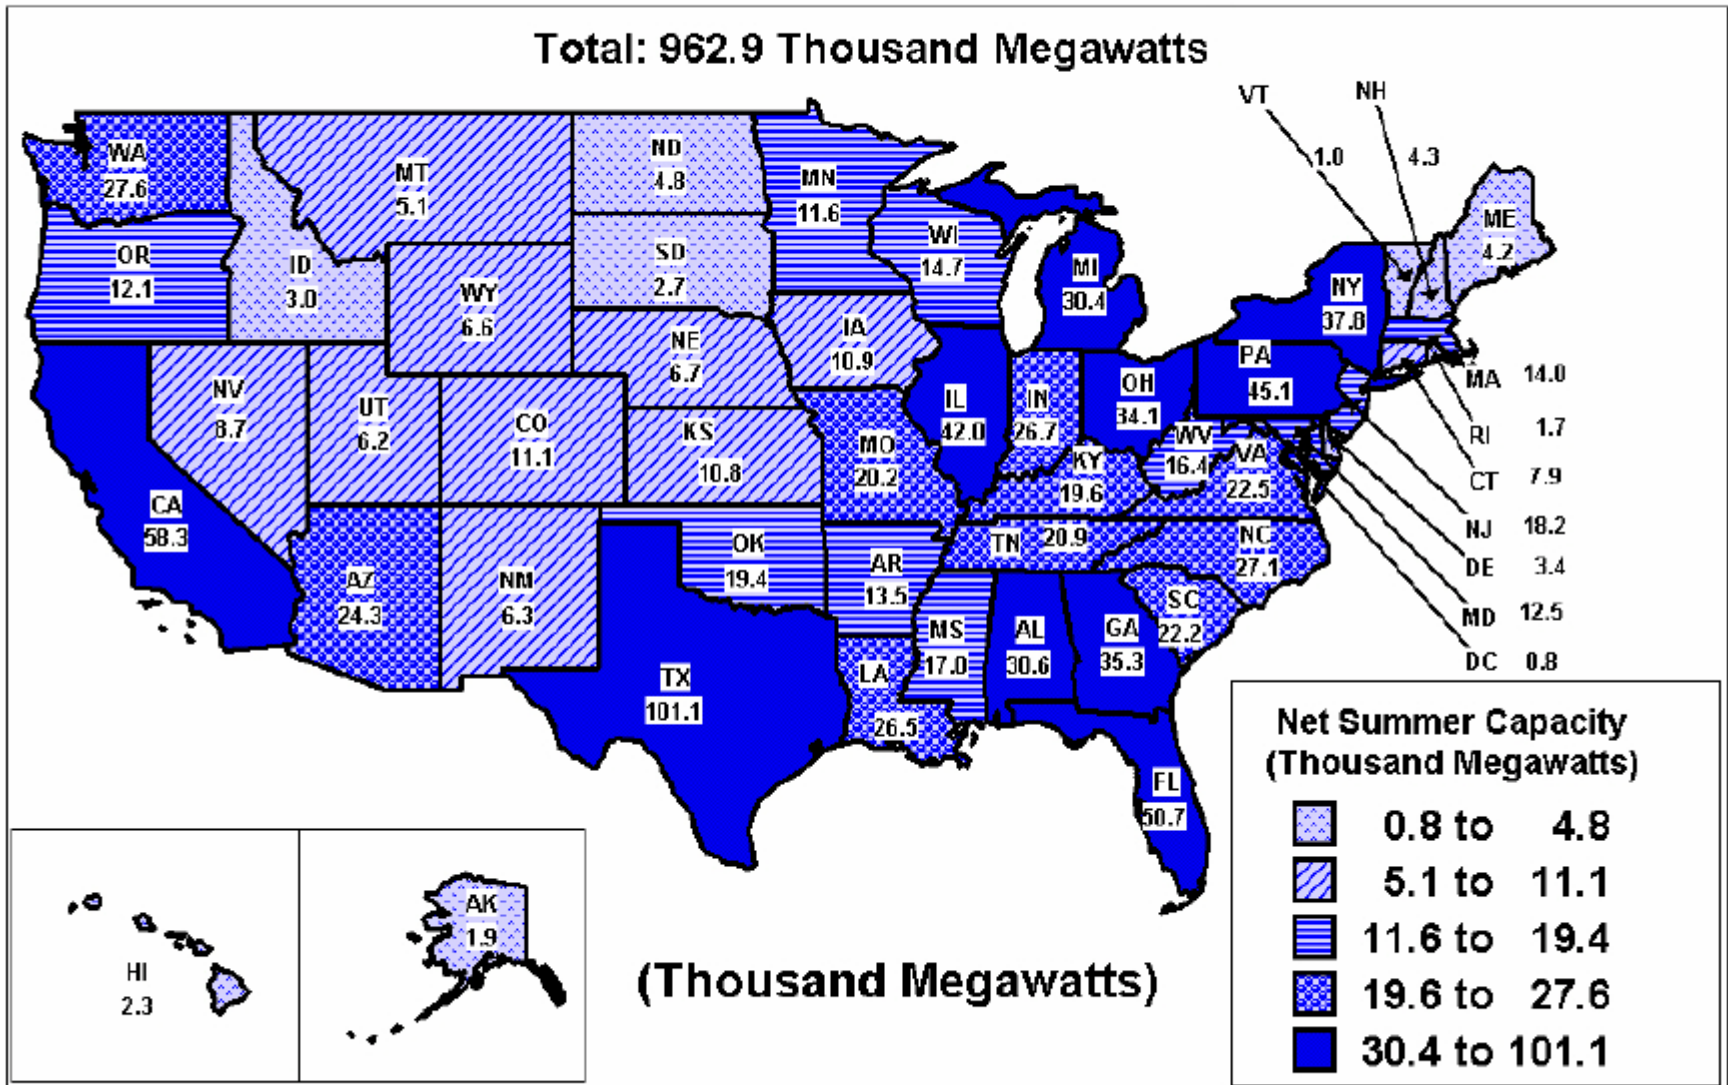 Total: 962.9 Thousand Megawatts
VT
NH
1.0
4.3
WA
27.6
MT
5.1
ND
4.8
MN
11.6
ME
4.2
OR
12.1
ID
3.0
WY
6.6
SD
2.7
WI
14.7
MI
30.4
NY
37.8
NE
6.7
IA
10.9
PA
45.1
MA 14.0
NV
8.7
UT
6.2
CO
11.1
KS
10.8
MO
20.2
IL
42.0
IN
26.7
OH
34.1
WV
16.4
VA
22.5
KY
19.6
RI 1.7
CT 7.9
NJ 18.2
DE 3.4
MD 12.5
DC 0.8
CA
58.3
AZ
24.3
NM
6.3
OK
19.4
AR
13.5
TN 20.9
NC
27.1
SC
22.2
MS
17.0
AL
30.6
GA
35.3
TX
101.1
LA
26.5
FL
50.7
HI
2.3
AK
1.9
(Thousand Megawatts)
Net Summer Capacity
(Thousand Megawatts)
0.8 to 4.8
5.1 to 11.1
11.6 to 19.4
19.6 to 27.6
30.4 to 101.1